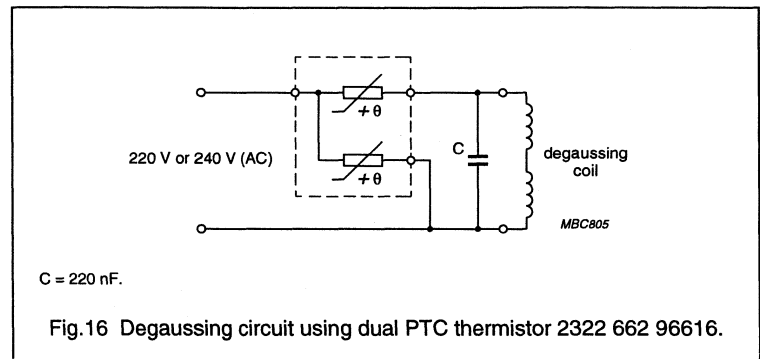 + θ
220 V or 240 V (AC)
+ θ
C
degaussing
coil
MBC805
C = 220 nF.
Fig.16 Degaussing circuit using dual PTC thermistor 2322 662 96616.